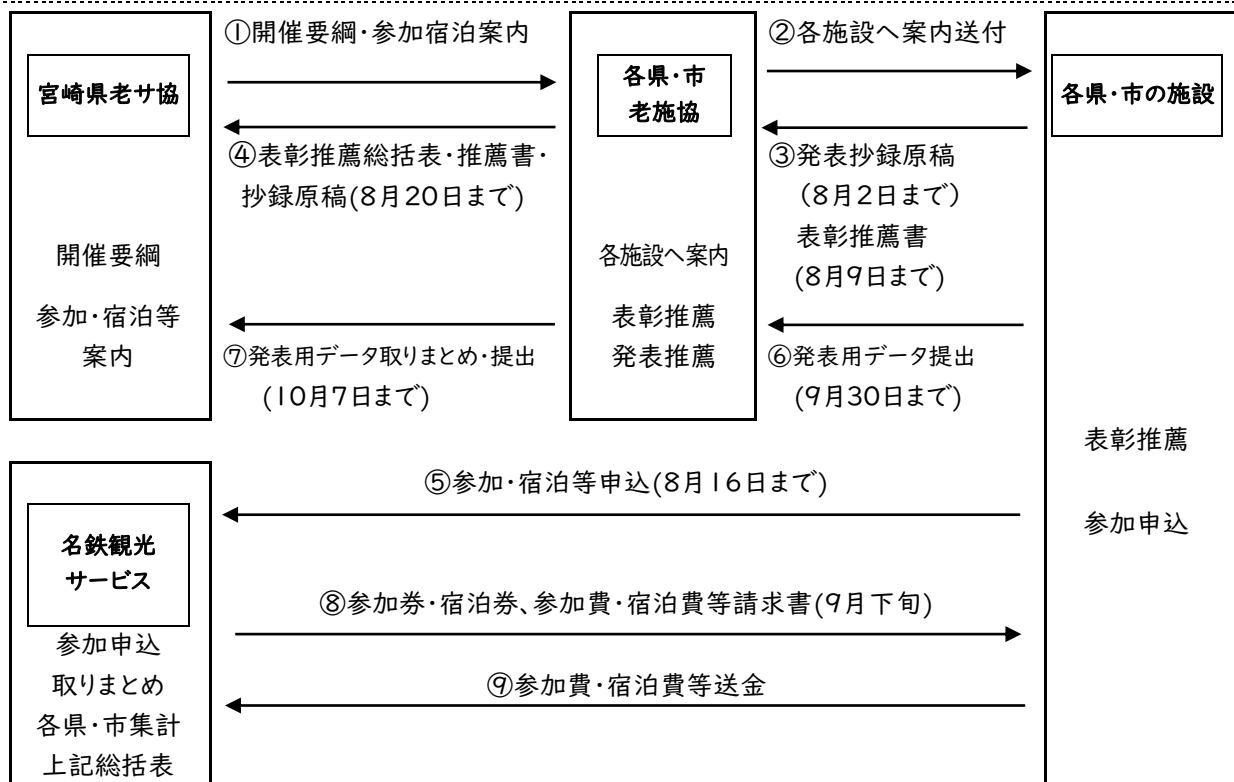 ①開催要綱・参加宿泊案内
②各施設へ案内送付
宮崎県老サ協
各県・市
老施協
各県・市の施設
④表彰推薦総括表・推薦書・
抄録原稿(8月20日まで)
③発表抄録原稿
(8月2日まで)
表彰推薦書
(8月9日まで)
開催要綱
参加・宿泊等
案内
各施設へ案内
表彰推薦
発表推薦
⑦発表用データ取りまとめ・提出
(10月7日まで)
⑥発表用データ提出
(9月30日まで)
表彰推薦
参加申込
⑤参加・宿泊等申込(8月16日まで)
名鉄観光
サービス
⑧参加券・宿泊券、参加費・宿泊費等請求書(9月下旬)
参加申込
取りまとめ
各県・市集計
上記総括表
⑨参加費・宿泊費等送金